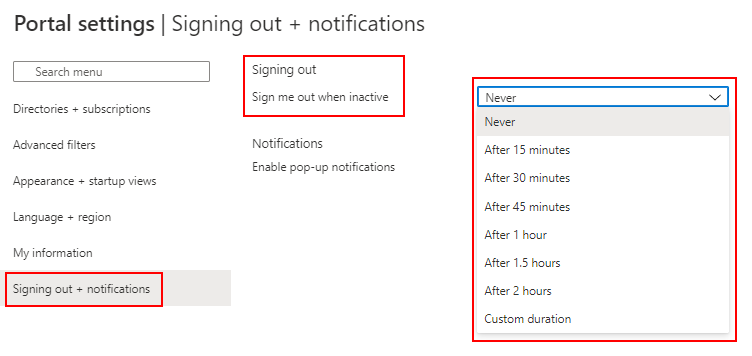 Portal settings | Signing out + notifications
Search menu
Directories + subscriptions
Advanced filters
Appearance + startup views
Language + region
My information
Signing out + notifications
Signing out
Sign me out when inactive
Notifications
Enable pop-up notifications
Never
Never
After 15 minutes
After 30 minutes
After 45 minutes
After 1 hour
After 1.5 hours
After 2 hours
Custom duration